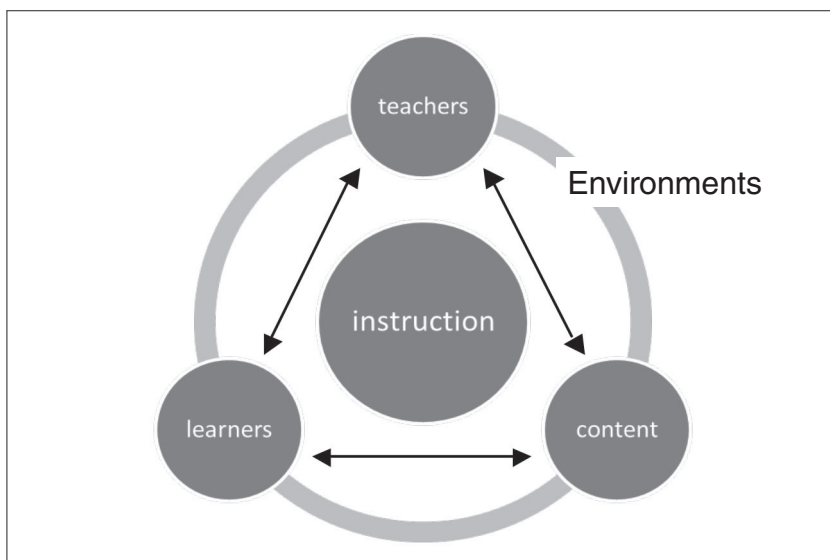 teachers
Environments
instruction
learners
content